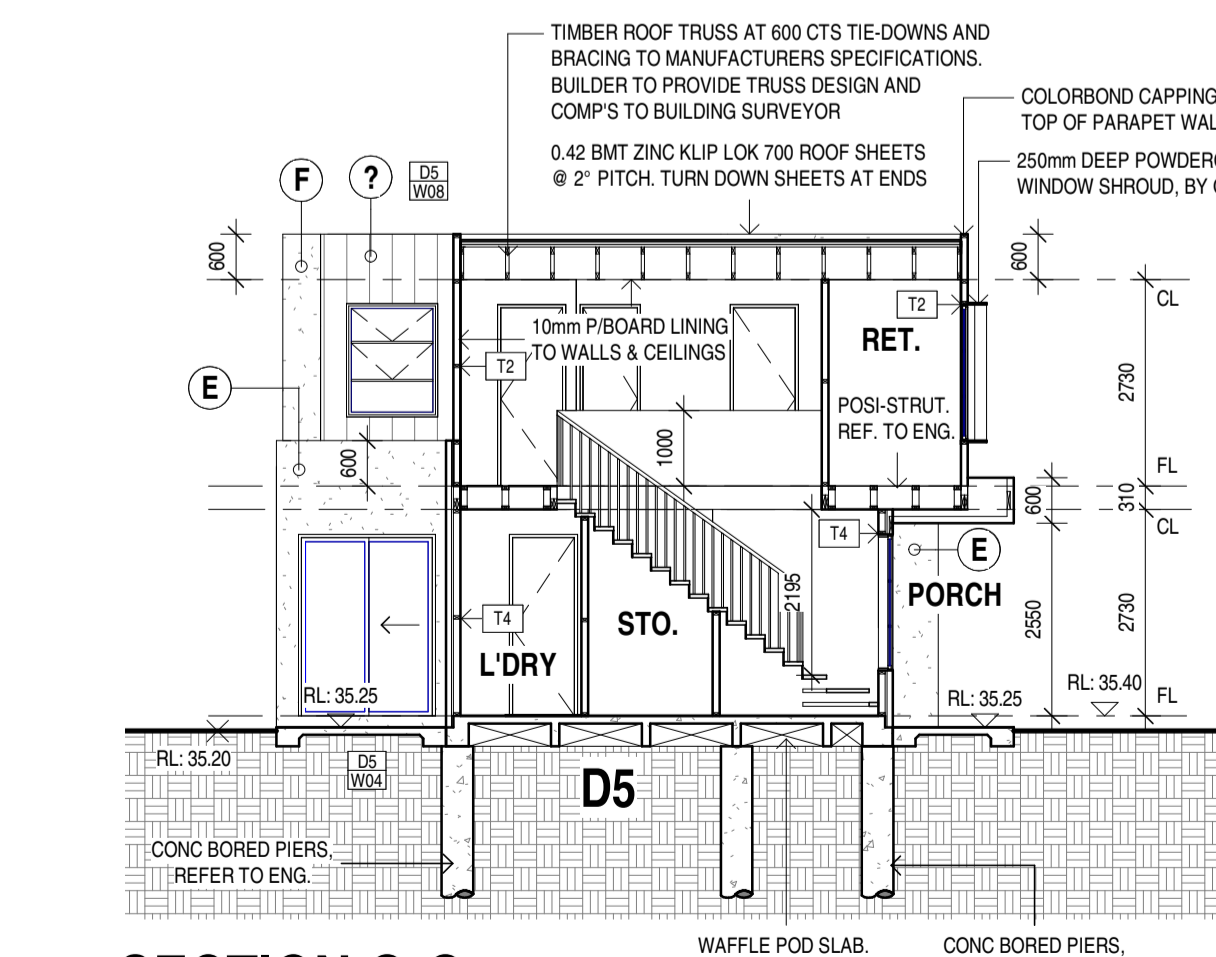 TIMBER ROOF TRUSS AT 600 CTS TIE-DOWNS AND
BRACING TO MANUFACTURERS SPECIFICATIONS.
BUILDER TO PROVIDE TRUSS DESIGN AND
COMP'S TO BUILDING SURVEYOR
COLORBOND CAPPING
TOP OF PARAPET
0.42 BMT ZINC KLIP LOK 700 ROOF SHEETS
@ 2° PITCH. TURN DOWN SHEETS AT ENDS
250mm DEEP
WINDOW SHROUD, BY
F
?
D5
W08
600
600
T2
CL
10mm P/BOARD LINING
TO WALLS & CEILINGS
RET.
T2
E
2730
POSI-STRUT.
REF. TO ENG.
1000
600
FL
600
310
CL
T4
E
PORCH
2195
STO.
T4
L'DRY
2550
2730
RL: 35.25
RL: 35.25
RL: 35.40
FL
RL: 35.20
D5
W04
D5
CONC BORED PIERS,
REFER TO ENG.
WAFFLE POD SLAB.
CONC BORED PIERS,